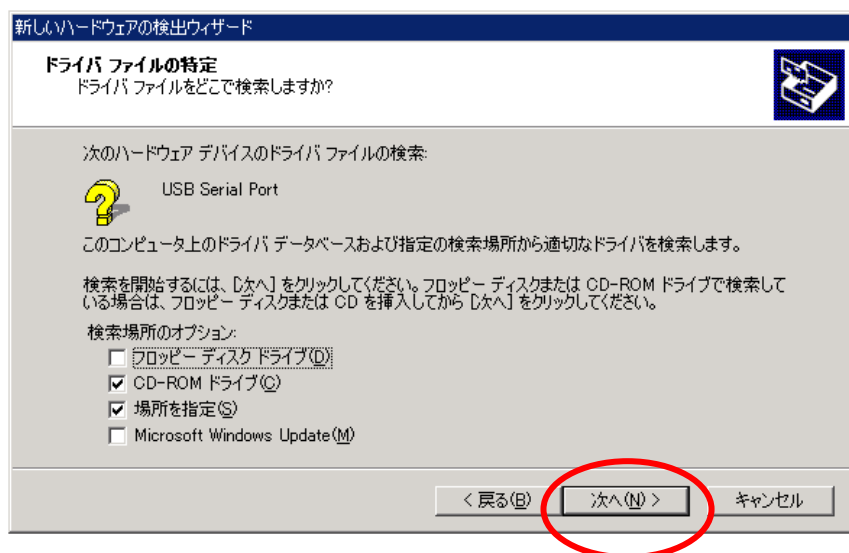 新しいハードウェアの検出ウィザード
ドライバ ファイルの特定
ドライバ ファイルをどこで検索しますか?
次のハードウェア デバイスのドライバ ファイルの検索:
USB Serial Port
このコンピュータ上のドライバ データベースおよび指定の検索場所から適切なドライバを検索します。
検索を開始するには、[次へ] をクリックしてください。フロッピー ディスクまたは CD-ROM ドライブで検索して
いる場合は、フロッピー ディスクまたは CD を挿入してから [次へ] をクリックしてください。
検索場所のオプション:
フロッピー ディスク ドライブ(D)
CD-ROM ドライブ(C)
場所を指定(S)
Microsoft Windows Update(M)
< 戻る(B) 次へ(N) > キャンセル